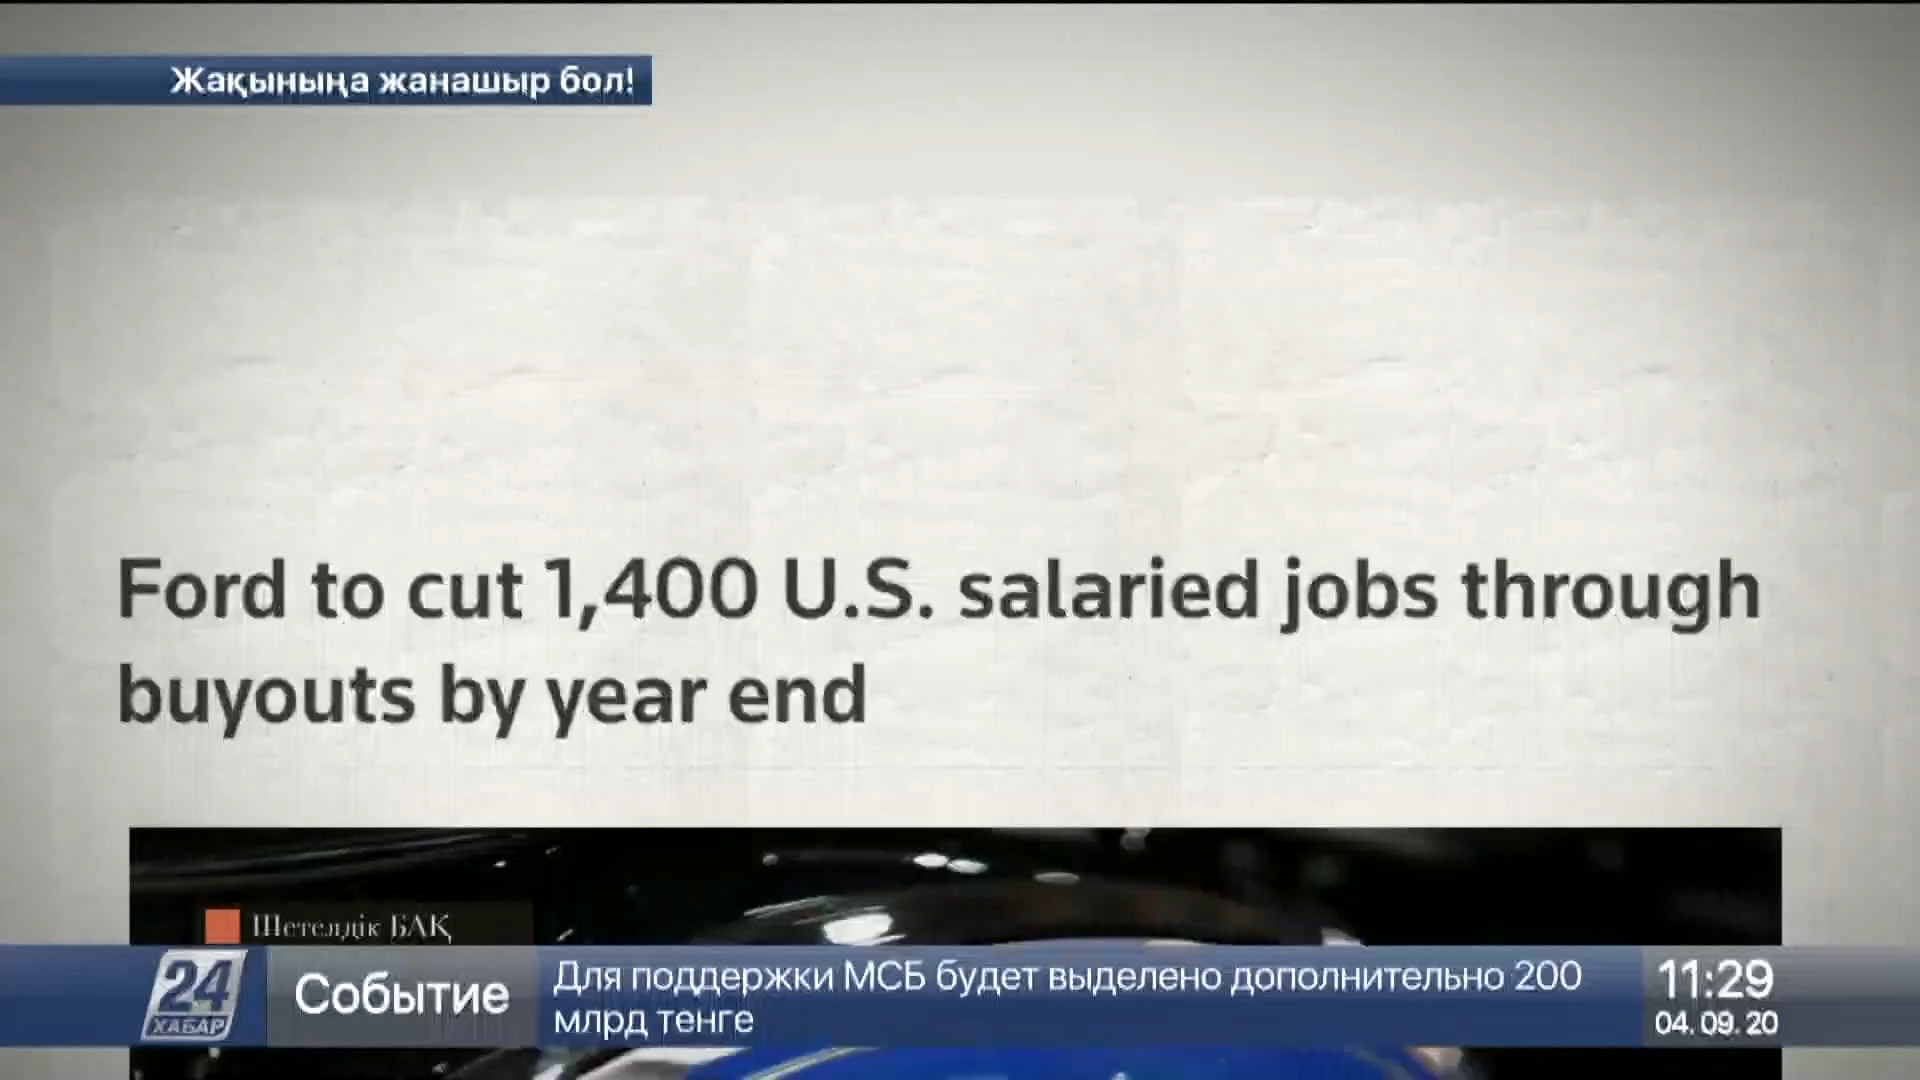 Жақыныңа жанашыр бол!
Ford to cut 1,400 U.S. salaried jobs through
buyouts by year end
Шетелдік БАҚ
24
ХАБАР
Событие
Для поддержки МСБ будет выделено дополнительно 200
млрд тенге
11:29
04.09.20